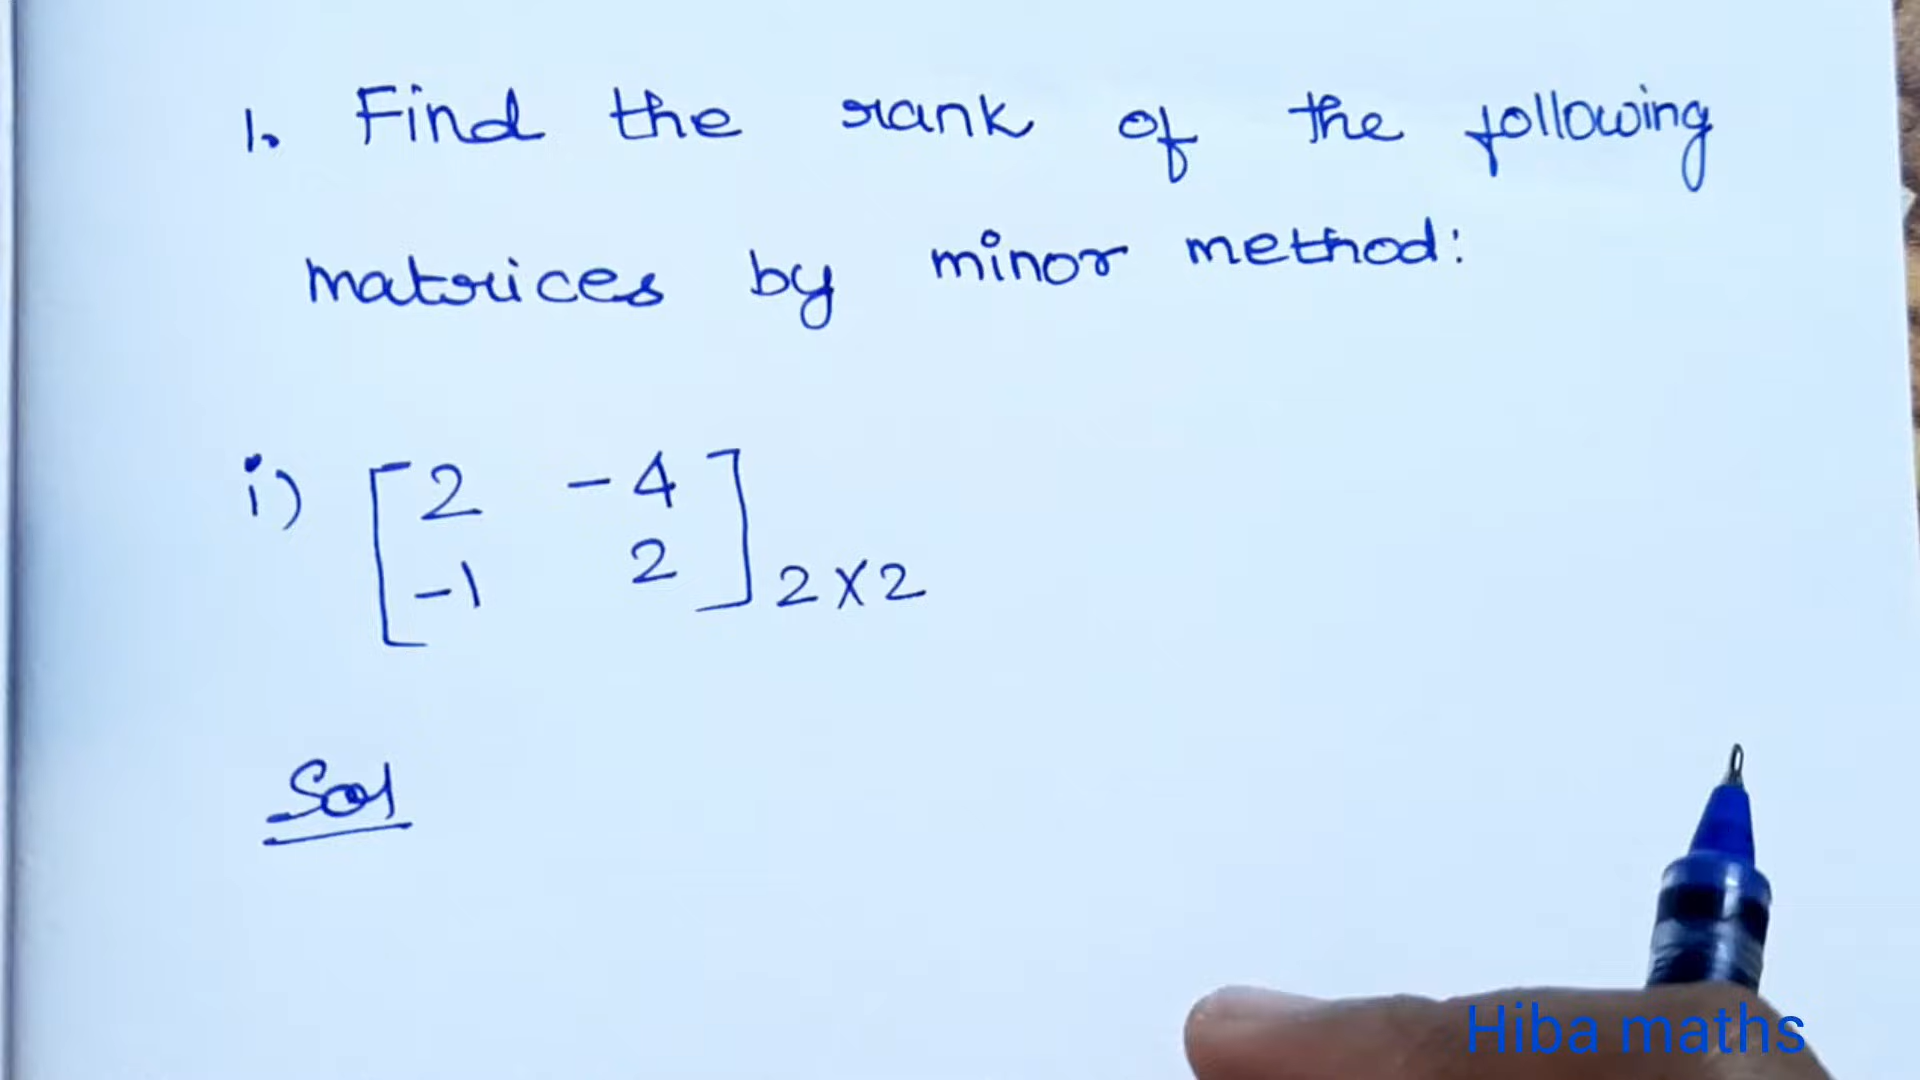 1. Find the rank of the following
matrices by minor method:
i) [ 2 -4
-1 2 ] 2X2
Sol
Hiba maths